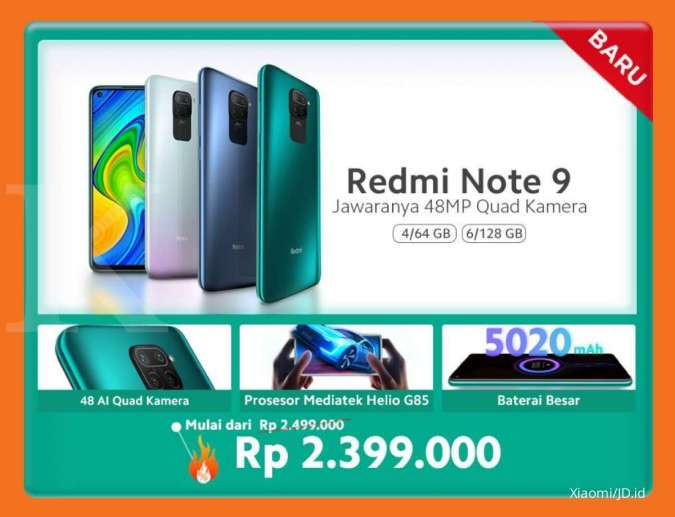 BARU
Redmi Note 9
Jawaranya 48MP Quad Kamera
4/64 GB 6/128 GB
48 AI Quad Kamera
Prosesor Mediatek Helio G85
5020 mAh
Baterai Besar
Mulai dari Rp 2.499.000
Rp 2.399.000
Xiaomi/JD.id